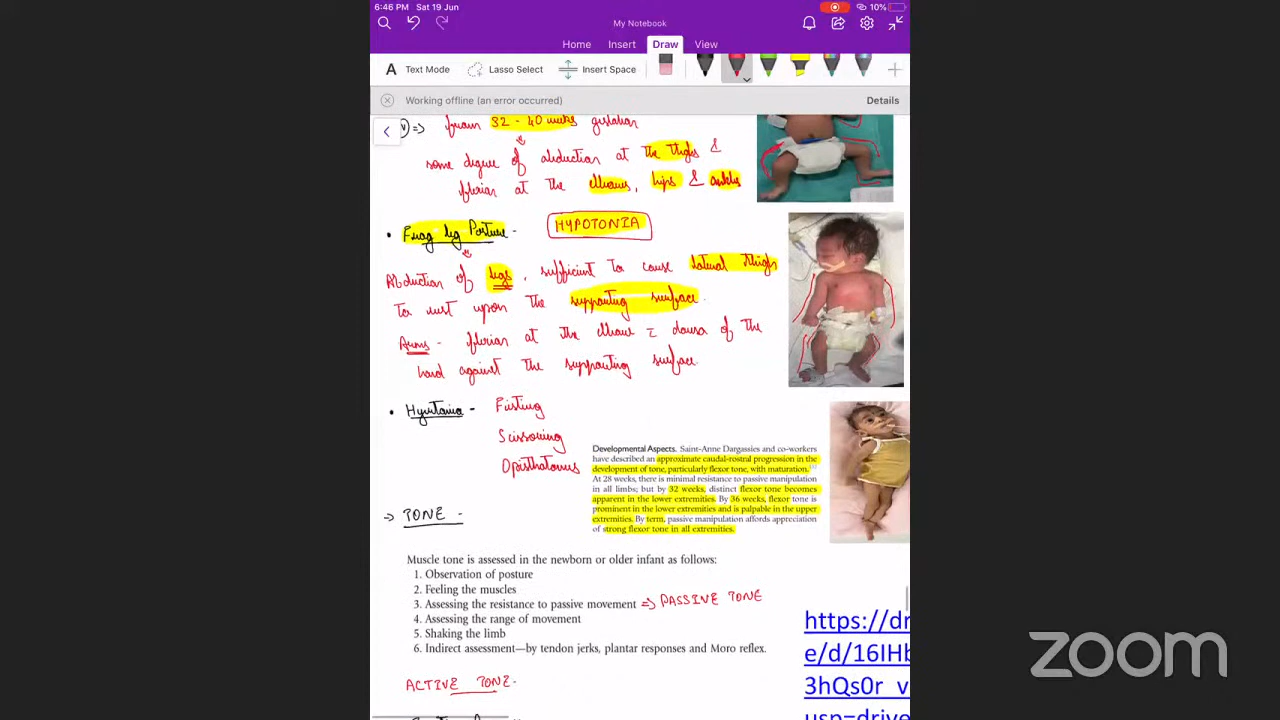 6:46 PM Sat 19 Jun
10%
My Notebook
Home Insert Draw View
A Text Mode Lasso Select Insert Space
Working offline (an error occurred) Details
from 32 - 40 weeks gestation
some degree of abduction at the thighs &
flexion at the elbows, hips & ankles
• Frog leg Posture - HYPOTONIA
Abduction of legs, sufficient to cause lateral thigh
to rest upon the supporting surface.
Arms - flexion at the elbow c dorsa of the
hand against the supporting surface.
• Hypertonia - Fisting
Scissoring
Opisthotonus
Developmental Aspects. Saint-Anne Dargassies and co-workers
have described an approximate caudal-rostral progression in the
development of tone, particularly flexor tone, with maturation.
At 28 weeks, there is minimal resistance to passive manipulation
in all limbs; but by 32 weeks, distinct flexor tone becomes
apparent in the lower extremities. By 36 weeks, flexor tone is
prominent in the lower extremities and is palpable in the upper
extremities. By term, passive manipulation affords appreciation
of strong flexor tone in all extremities.
=> TONE -
Muscle tone is assessed in the newborn or older infant as follows:
1. Observation of posture
2. Feeling the muscles
3. Assessing the resistance to passive movement => PASSIVE TONE
4. Assessing the range of movement
5. Shaking the limb
6. Indirect assessment—by tendon jerks, plantar responses and Moro reflex.
https://dr
e/d/16IHb
3hQs0r_v
usp=drive
ACTIVE TONE -
zoom